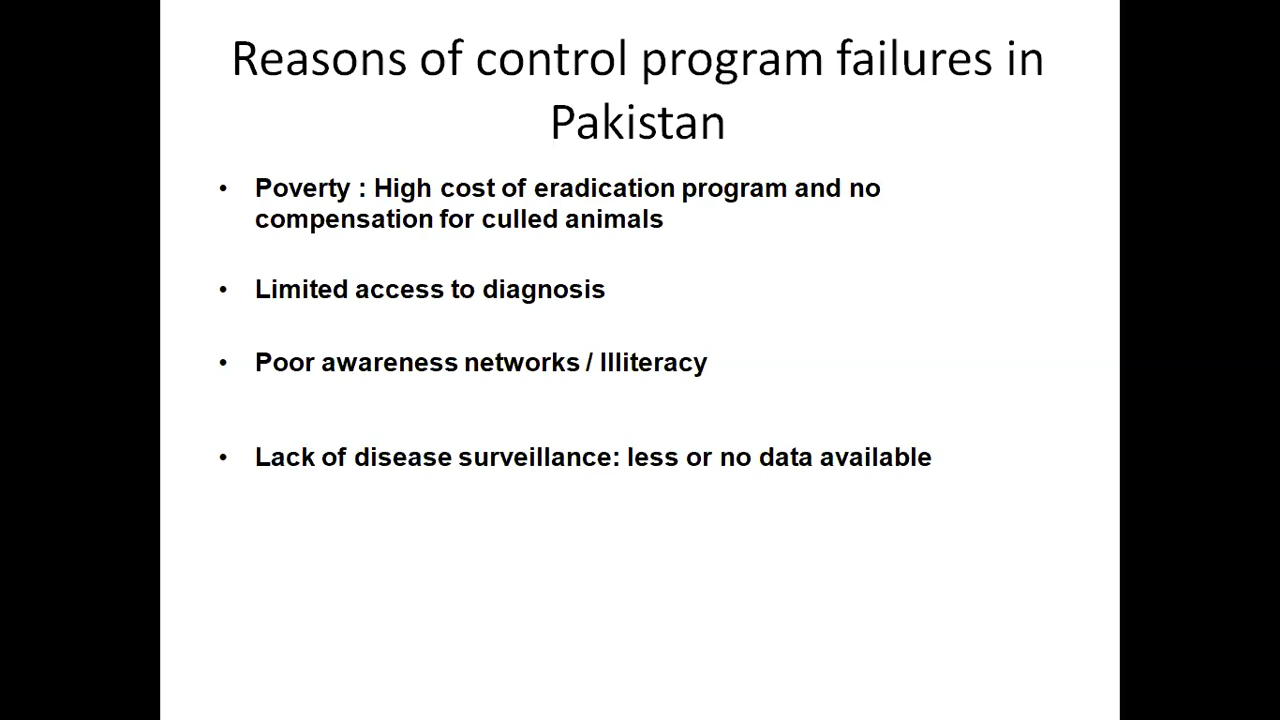 Reasons of control program failures in
Pakistan
• Poverty : High cost of eradication program and no
compensation for culled animals
• Limited access to diagnosis
• Poor awareness networks / Illiteracy
• Lack of disease surveillance: less or no data available